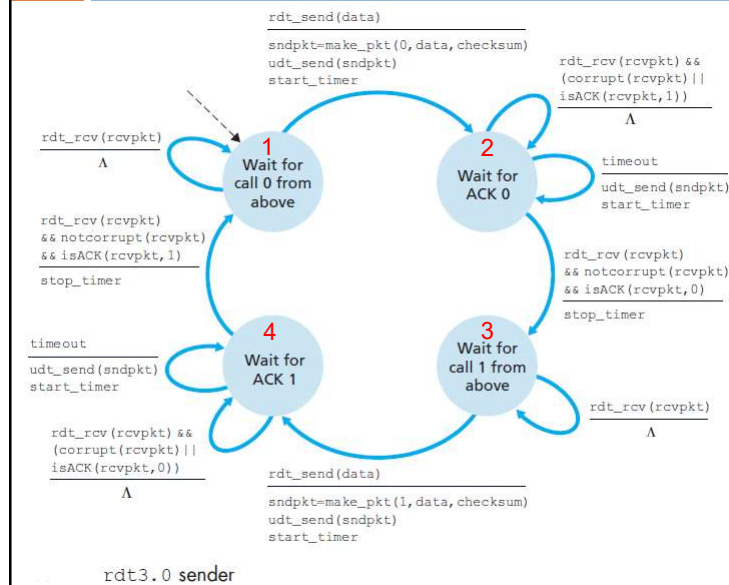 rdt_send(data)
sndpkt=make_pkt(0,data,checksum)
udt_send(sndpkt)
start_timer
rdt_rcv(rcvpkt) &&
(corrupt(rcvpkt)||
isACK(rcvpkt,1))
Λ
rdt_rcv(rcvpkt)
Λ
1
Wait for
call 0 from
above
2
Wait for
ACK 0
timeout
udt_send(sndpkt)
start_timer
rdt_rcv(rcvpkt)
&& notcorrupt(rcvpkt)
&& isACK(rcvpkt,1)
stop_timer
rdt_rcv(rcvpkt)
&& notcorrupt(rcvpkt)
&& isACK(rcvpkt,0)
stop_timer
timeout
udt_send(sndpkt)
start_timer
4
Wait for
ACK 1
3
Wait for
call 1 from
above
rdt_rcv(rcvpkt)
Λ
rdt_rcv(rcvpkt) &&
(corrupt(rcvpkt)||
isACK(rcvpkt,0))
Λ
rdt_send(data)
sndpkt=make_pkt(1,data,checksum)
udt_send(sndpkt)
start_timer
rdt3.0 sender